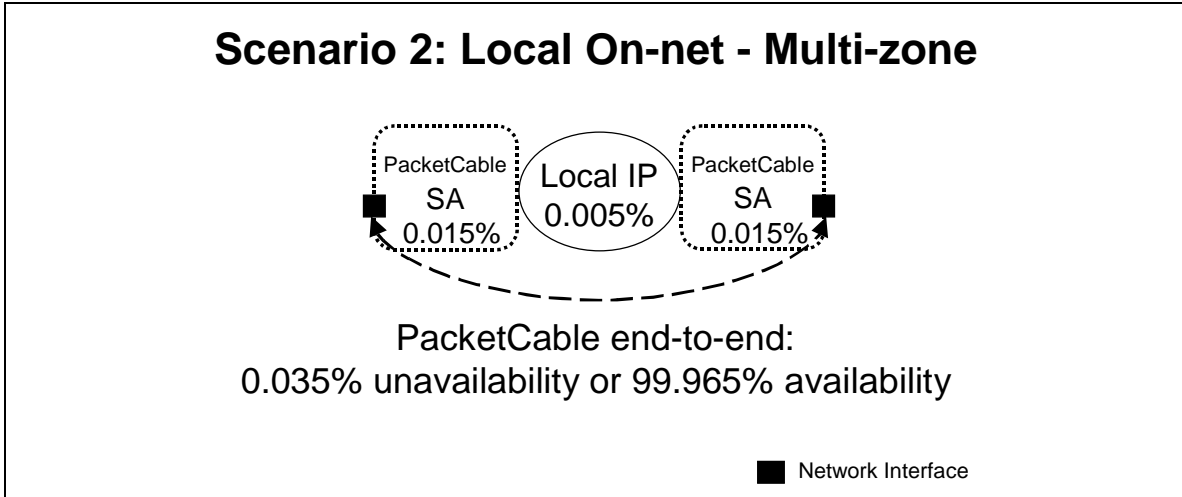 Scenario 2: Local On-net - Multi-zone
PacketCable
SA
0.015%
Local IP
0.005%
PacketCable
SA
0.015%
PacketCable end-to-end:
0.035% unavailability or 99.965% availability
Network Interface